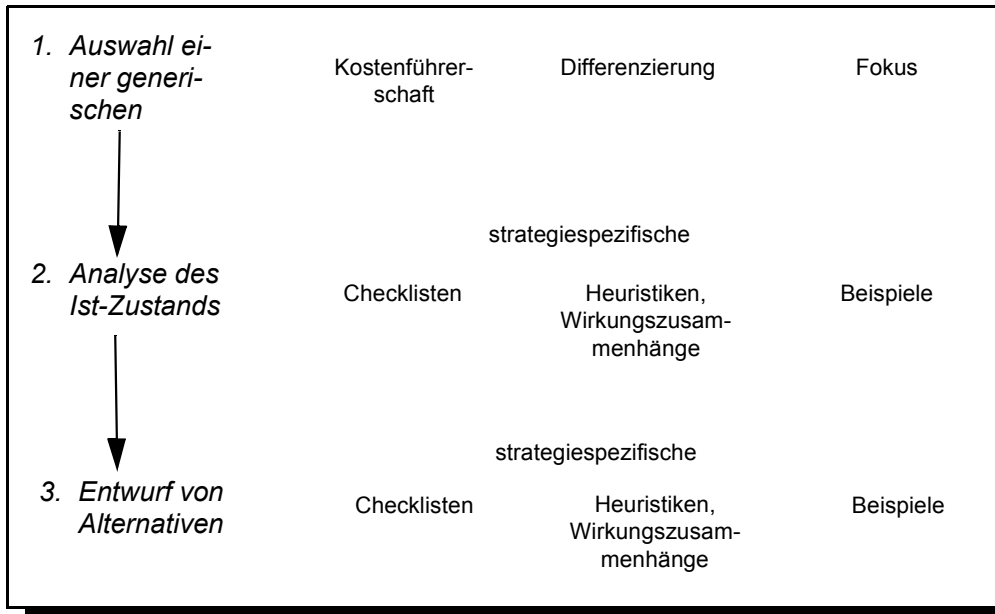 1. Auswahl ei-
ner generi-
schen
Kostenführer-
schaft
Differenzierung
Fokus
strategiespezifische
2. Analyse des
Ist-Zustands
Checklisten
Heuristiken,
Wirkungszusam-
menhänge
Beispiele
strategiespezifische
3. Entwurf von
Alternativen
Checklisten
Heuristiken,
Wirkungszusam-
menhänge
Beispiele